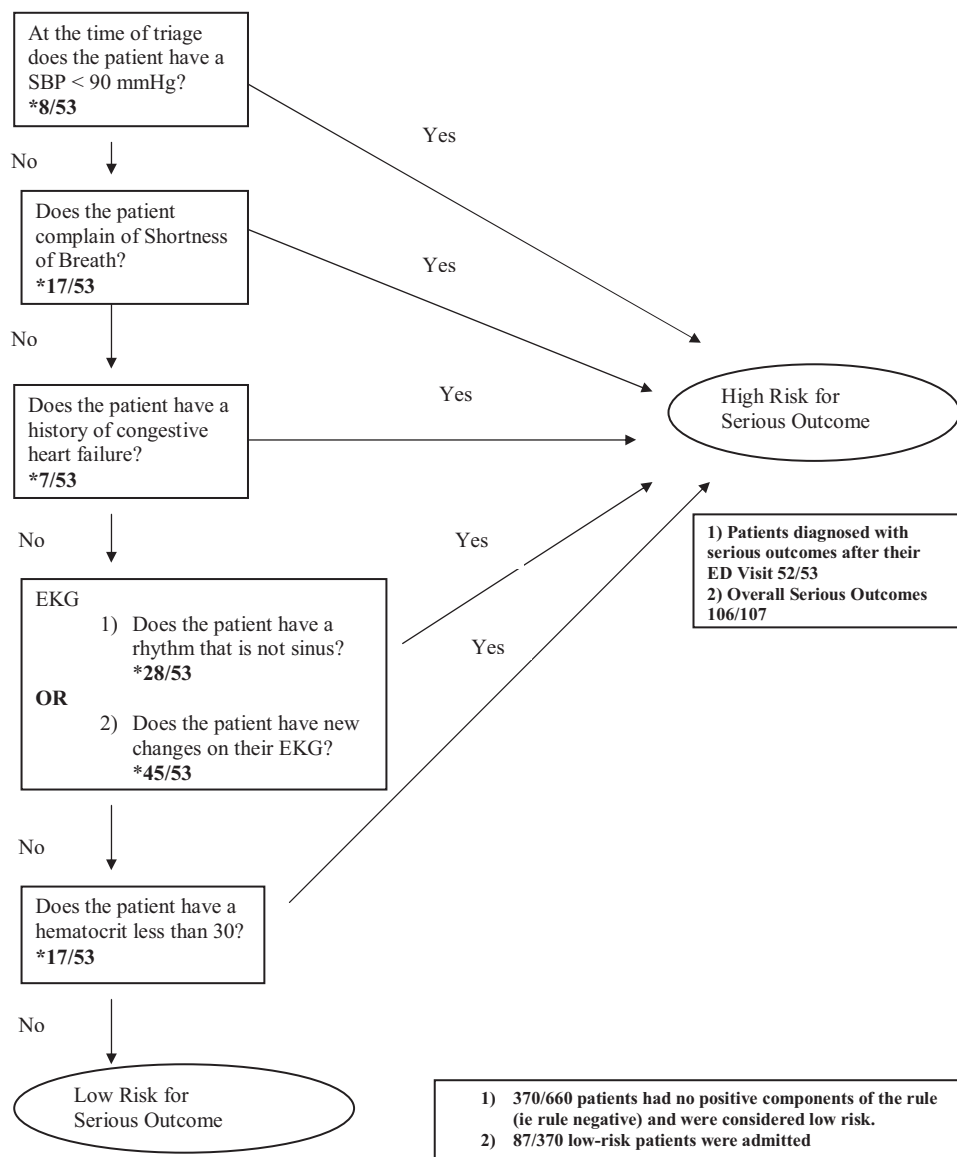 At the time of triage
does the patient have a
SBP < 90 mmHg?
*8/53
Yes
No
Does the patient
complain of Shortness
of Breath?
*17/53
Yes
No
Does the patient have a
history of congestive
heart failure?
*7/53
Yes
High Risk for
Serious Outcome
No
Yes
1) Patients diagnosed with
serious outcomes after their
ED Visit 52/53
2) Overall Serious Outcomes
106/107
EKG
1) Does the patient have a
rhythm that is not sinus?
*28/53
OR
2) Does the patient have new
changes on their EKG?
*45/53
Yes
No
Does the patient have a
hematocrit less than 30?
*17/53
No
Low Risk for
Serious Outcome
1) 370/660 patients had no positive components of the rule
(ie rule negative) and were considered low risk.
2) 87/370 low-risk patients were admitted